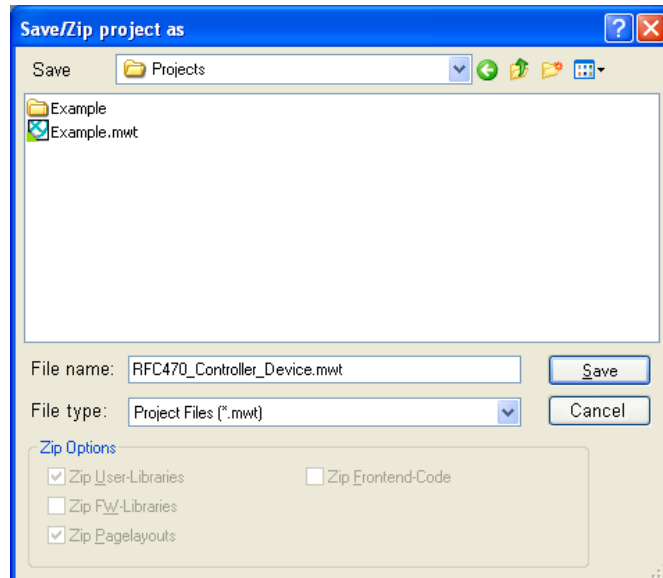 Save/Zip project as
Save Projects
Example
Example.mwt
File name: RFC470_Controller_Device.mwt Save
File type: Project Files (*.mwt) Cancel
Zip Options
Zip User-Libraries Zip Frontend-Code
Zip FW-Libraries
Zip Pagelayouts